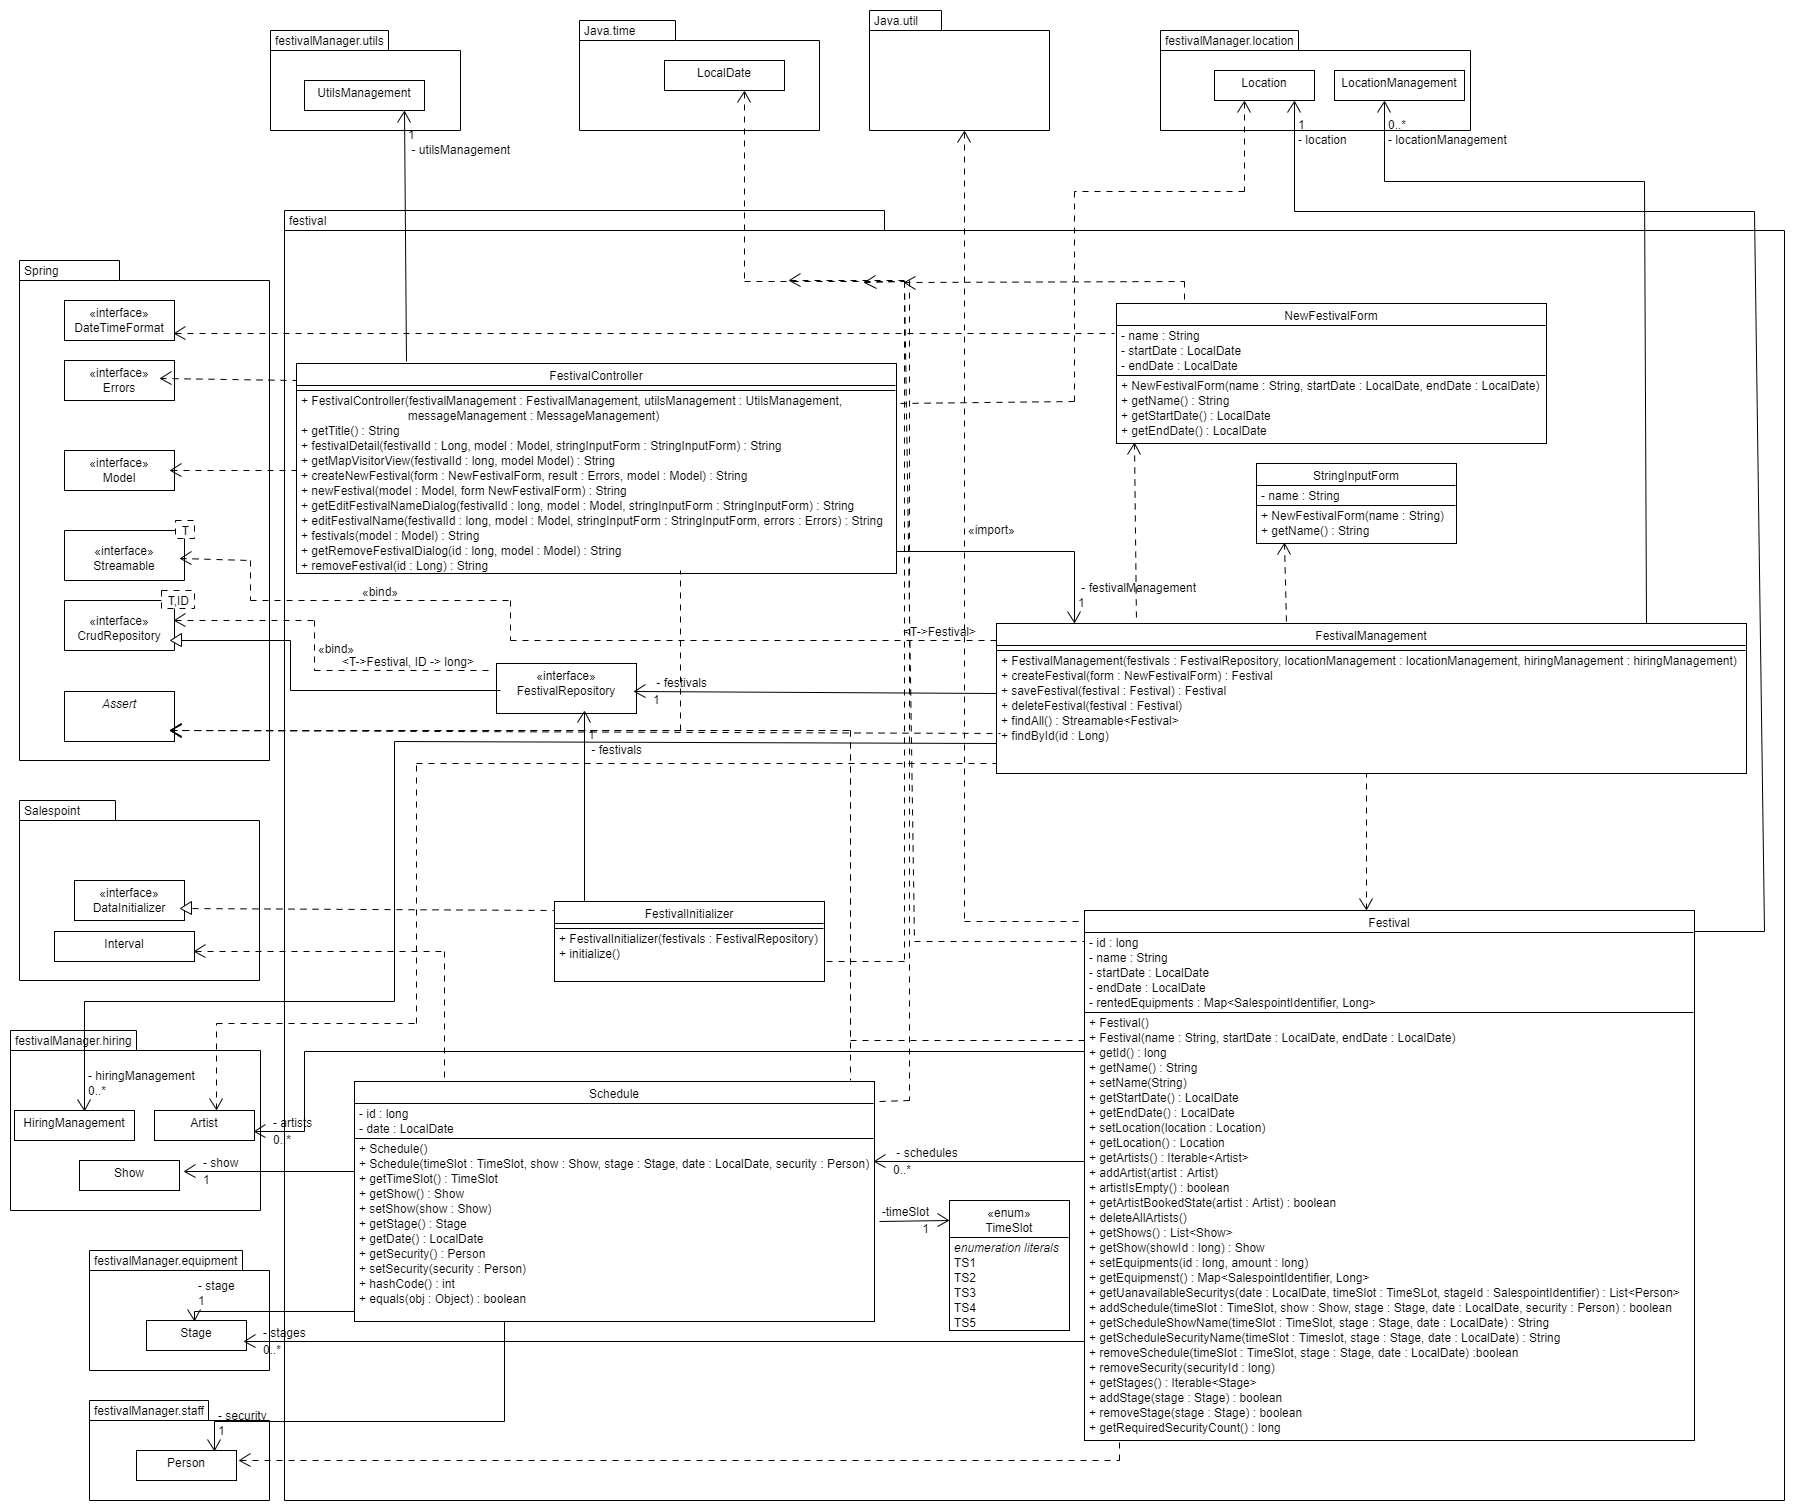 festivalManager.utils
UtilsManagement
1
- utilsManagement
Java.time
LocalDate
Java.util
festivalManager.location
Location
LocationManagement
1
- location
0..*
- locationManagement
festival
Spring
«interface»
DateTimeFormat
«interface»
Errors
«interface»
Model
T
«interface»
Streamable
T,ID
«interface»
CrudRepository
Assert
FestivalController
+ FestivalController(festivalManagement : FestivalManagement, utilsManagement : UtilsManagement,
messageManagement : MessageManagement)
+ getTitle() : String
+ festivalDetail(festivalId : Long, model : Model, stringInputForm : StringInputForm) : String
+ getMapVisitorView(festivalId : long, model Model) : String
+ createNewFestival(form : NewFestivalForm, result : Errors, model : Model) : String
+ newFestival(model : Model, form NewFestivalForm) : String
+ getEditFestivalNameDialog(festivalId : long, model : Model, stringInputForm : StringInputForm) : String
+ editFestivalName(festivalId : long, model : Model, stringInputForm : StringInputForm, errors : Errors) : String
+ festivals(model : Model) : String
+ getRemoveFestivalDialog(id : long, model : Model) : String
+ removeFestival(id : Long) : String
NewFestivalForm
- name : String
- startDate : LocalDate
- endDate : LocalDate
+ NewFestivalForm(name : String, startDate : LocalDate, endDate : LocalDate)
+ getName() : String
+ getStartDate() : LocalDate
+ getEndDate() : LocalDate
StringInputForm
- name : String
+ NewFestivalForm(name : String)
+ getName() : String
«import»
«bind»
- festivalManagement
1
<T->Festival>
«bind»
<T->Festival, ID -> long>
«interface»
FestivalRepository
- festivals
1
1
- festivals
FestivalManagement
+ FestivalManagement(festivals : FestivalRepository, locationManagement : locationManagement, hiringManagement : hiringManagement)
+ createFestival(form : NewFestivalForm) : Festival
+ saveFestival(festival : Festival) : Festival
+ deleteFestival(festival : Festival)
+ findAll() : Streamable<Festival>
+ findById(id : Long)
Salespoint
«interface»
DataInitializer
Interval
FestivalInitializer
+ FestivalInitializer(festivals : FestivalRepository)
+ initialize()
Festival
- id : long
- name : String
- startDate : LocalDate
- endDate : LocalDate
- rentedEquipments : Map<SalespointIdentifier, Long>
+ Festival()
+ Festival(name : String, startDate : LocalDate, endDate : LocalDate)
+ getId() : long
+ getName() : String
+ setName(String)
+ getStartDate() : LocalDate
+ getEndDate() : LocalDate
+ setLocation(location : Location)
+ getLocation() : Location
+ getArtists() : Iterable<Artist>
+ addArtist(artist : Artist)
+ artistIsEmpty() : boolean
+ getArtistBookedState(artist : Artist) : boolean
+ deleteAllArtists()
+ getShows() : List<Show>
+ getShow(showId : long) : Show
+ setEquipments(id : long, amount : long)
+ getEquipmenst() : Map<SalespointIdentifier, Long>
+ getUanavailableSecuritys(date : LocalDate, timeSlot : TimeSLot, stageId : SalespointIdentifier) : List<Person>
+ addSchedule(timeSlot : TimeSlot, show : Show, stage : Stage, date : LocalDate, security : Person) : boolean
+ getScheduleShowName(timeSlot : TimeSlot, stage : Stage, date : LocalDate) : String
+ getScheduleSecurityName(timeSlot : Timeslot, stage : Stage, date : LocalDate) : String
+ removeSchedule(timeSlot : TimeSlot, stage : Stage, date : LocalDate) :boolean
+ removeSecurity(securityId : long)
+ getStages() : Iterable<Stage>
+ addStage(stage : Stage) : boolean
+ removeStage(stage : Stage) : boolean
+ getRequiredSecurityCount() : long
festivalManager.hiring
- hiringManagement
0..*
HiringManagement
Artist
- artists
0..*
Show
- show
1
Schedule
- id : long
- date : LocalDate
+ Schedule()
+ Schedule(timeSlot : TimeSlot, show : Show, stage : Stage, date : LocalDate, security : Person)
+ getTimeSlot() : TimeSlot
+ getShow() : Show
+ setShow(show : Show)
+ getStage() : Stage
+ getDate() : LocalDate
+ getSecurity() : Person
+ setSecurity(security : Person)
+ hashCode() : int
+ equals(obj : Object) : boolean
- schedules
0..*
-timeSlot
1
«enum»
TimeSlot
enumeration literals
TS1
TS2
TS3
TS4
TS5
festivalManager.equipment
- stage
1
Stage
- stages
0..*
festivalManager.staff
- security
1
Person